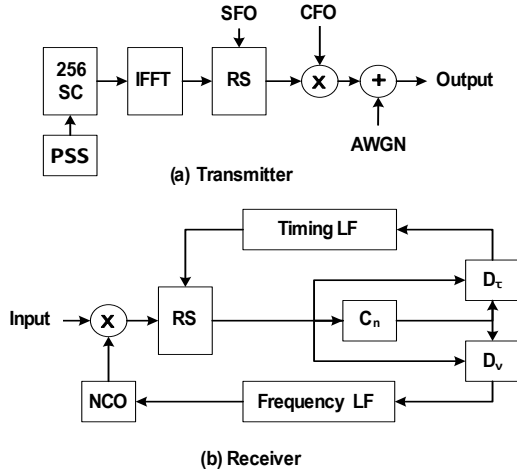 SFO
CFO
256
SC
IFFT
RS
X
+
Output
PSS
AWGN
(a) Transmitter
Timing LF
Input
X
RS
Cn
Dτ
Dν
NCO
Frequency LF
(b) Receiver